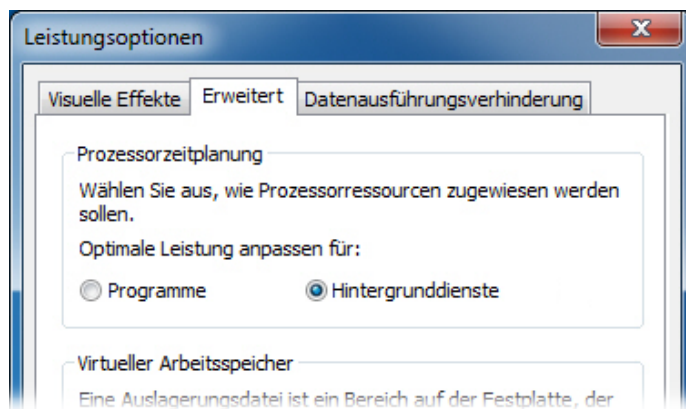 Leistungsoptionen
Visuelle Effekte Erweitert Datenausführungsverhinderung
Prozessorzeitplanung
Wählen Sie aus, wie Prozessorressourcen zugewiesen werden
sollen.
Optimale Leistung anpassen für:
Programme Hintergrunddienste
Virtueller Arbeitsspeicher
Eine Auslagerungsdatei ist ein Bereich auf der Festplatte, der